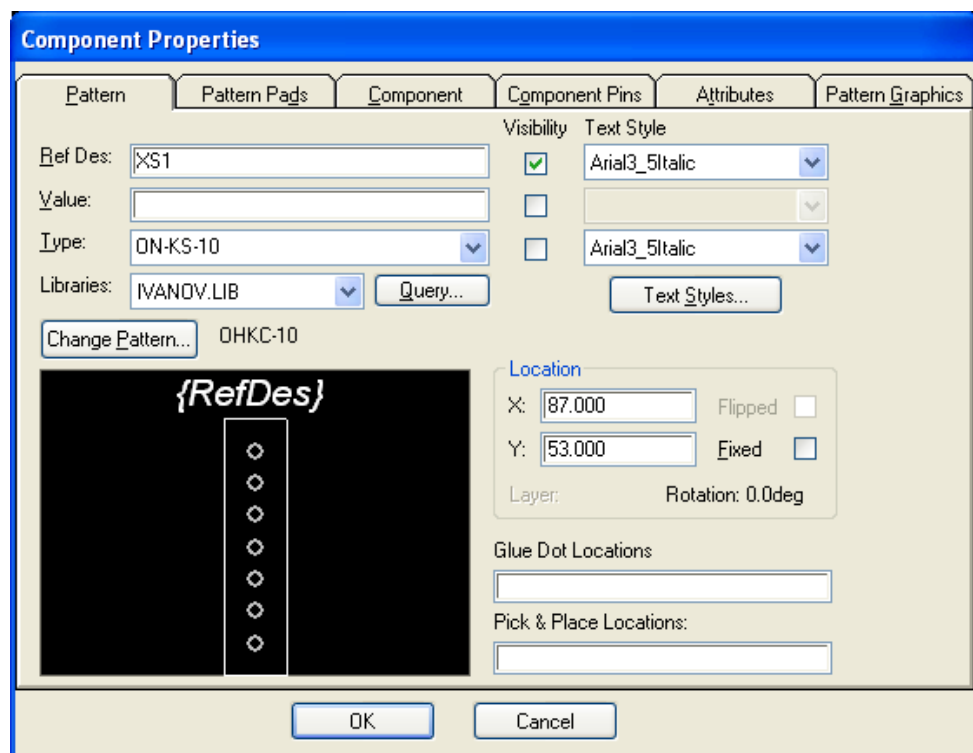 Component Properties
Pattern Pattern Pads Component Component Pins Attributes Pattern Graphics
Visibility Text Style
Ref Des: XS1 Arial3_5Italic
Value:
Type: ON-KS-10 Arial3_5Italic
Libraries: IVANOV.LIB Query... Text Styles...
Change Pattern... OHKC-10
{RefDes}
Location
X: 87.000 Flipped
Y: 53.000 Fixed
Layer: Rotation: 0.0deg
Glue Dot Locations
Pick & Place Locations:
OK Cancel